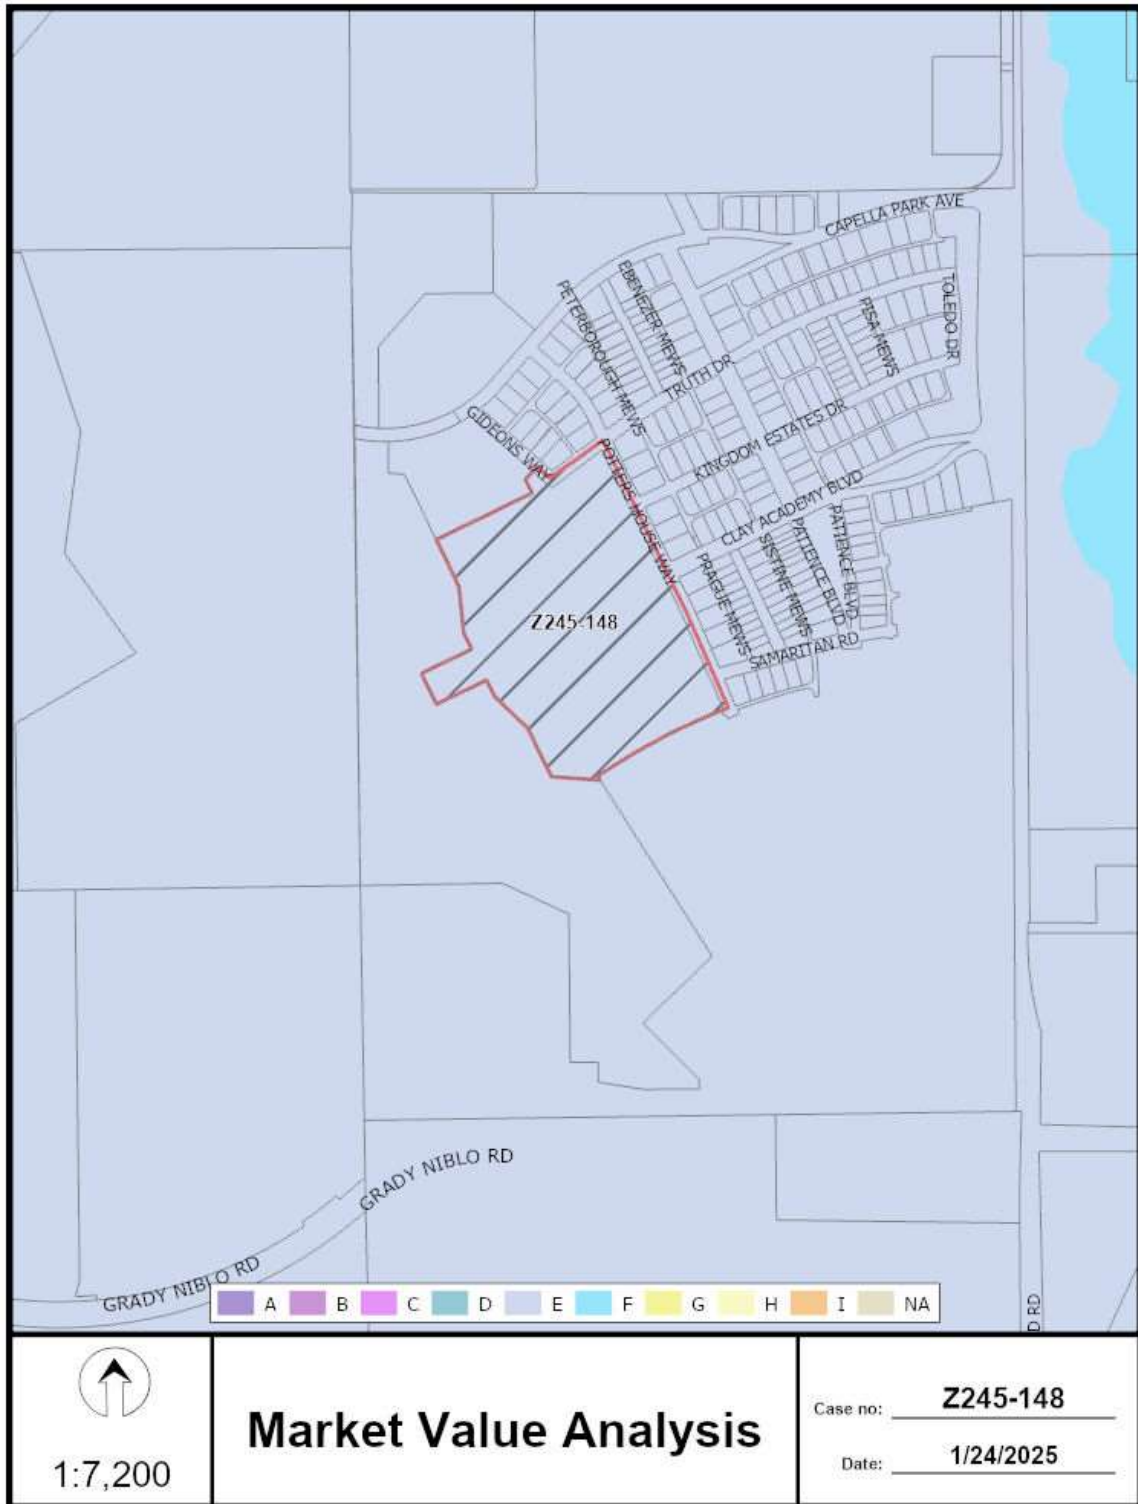 CAPELLA PARK AVE
EBENEZER MEWS
PETERBOROUGH MEWS
TOLEDO DR
PISA MEWS
TRUTH DR
GIDEONS WAY
KINGDOM ESTATES DR
POTTERS HOUSE WAY
CLAY ACADEMY BLVD
PATIENCE BLVD
PATIENCE BLVD
SISTINE MEWS
PRAGUE MEWS
SAMARITAN RD
Z245-148
GRADY NIBLO RD
GRADY NIBLO RD
D RD
A B C D E F G H I NA
1:7,200
Market Value Analysis
Case no: Z245-148
Date: 1/24/2025